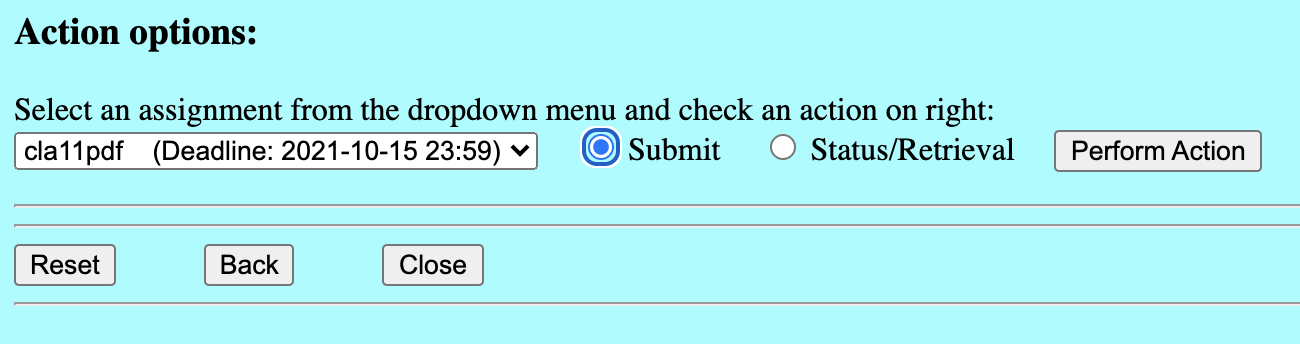 Action options:
Select an assignment from the dropdown menu and check an action on right:
cla11pdf (Deadline: 2021-10-15 23:59) Submit Status/Retrieval Perform Action
Reset Back Close